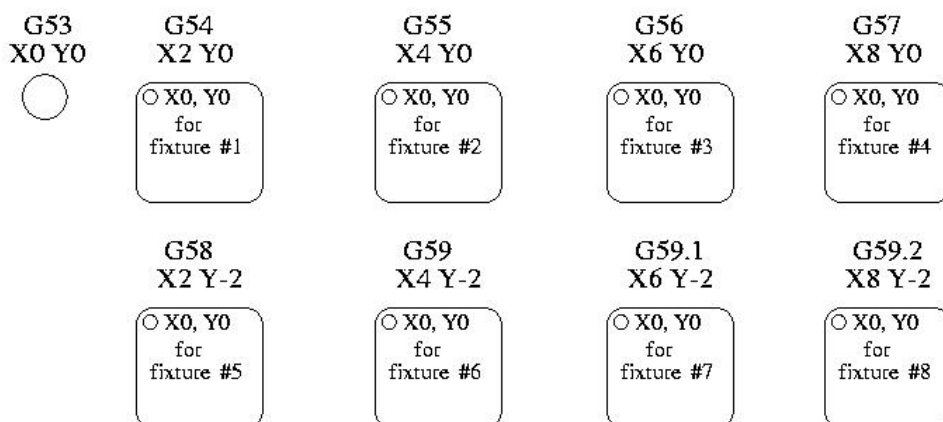 G53
X0 Y0
G54
X2 Y0
X0, Y0
for
fixture #1
G55
X4 Y0
X0, Y0
for
fixture #2
G56
X6 Y0
X0, Y0
for
fixture #3
G57
X8 Y0
X0, Y0
for
fixture #4
G58
X2 Y-2
X0, Y0
for
fixture #5
G59
X4 Y-2
X0, Y0
for
fixture #6
G59.1
X6 Y-2
X0, Y0
for
fixture #7
G59.2
X8 Y-2
X0, Y0
for
fixture #8